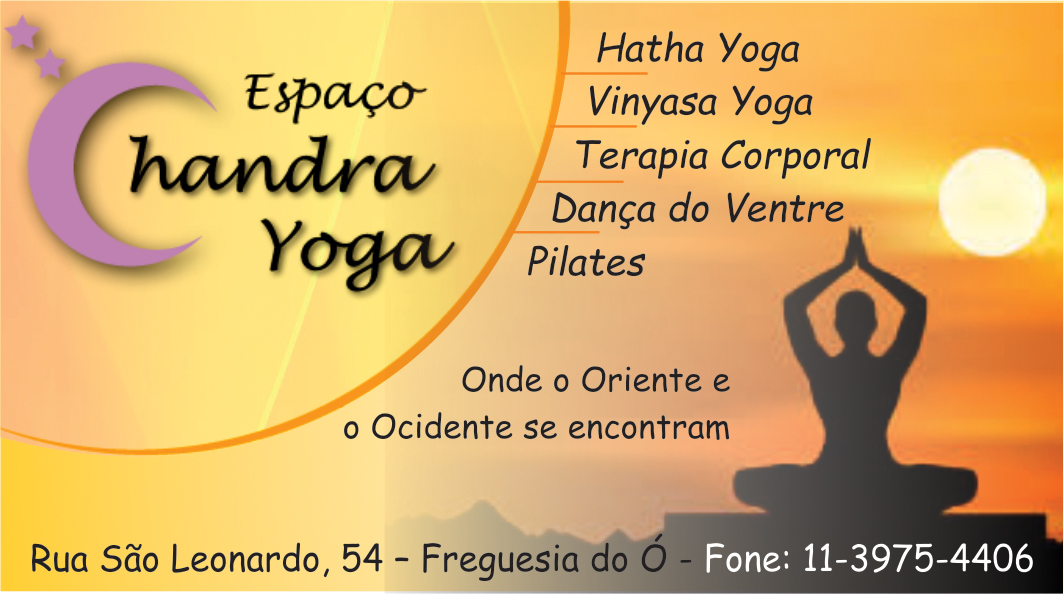 Espaço
Chandra
Yoga
Hatha Yoga
Vinyasa Yoga
Terapia Corporal
Dança do Ventre
Pilates
Onde o Oriente e
o Ocidente se encontram
Rua São Leonardo, 54 – Freguesia do Ó - Fone: 11-3975-4406